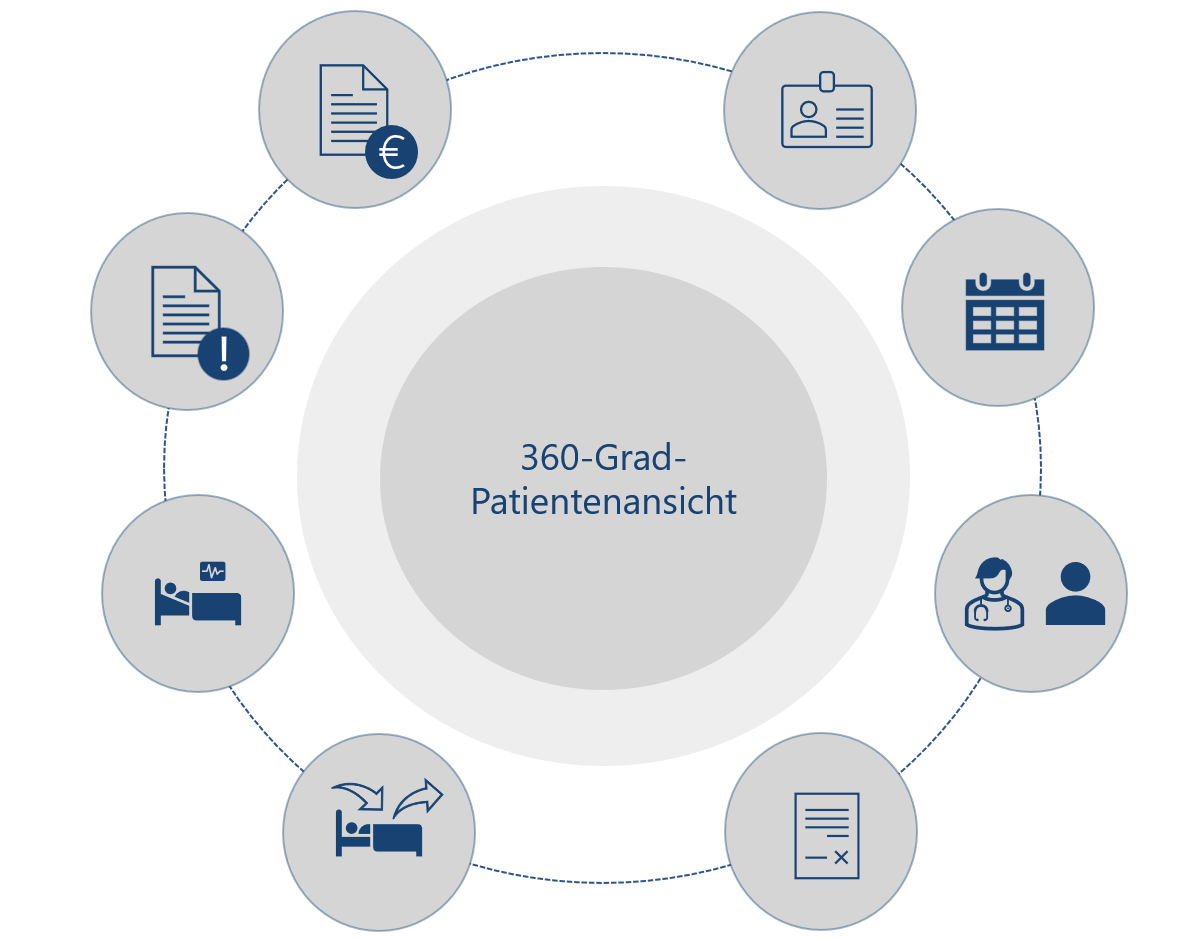 €
!
360-Grad-
Patientenansicht